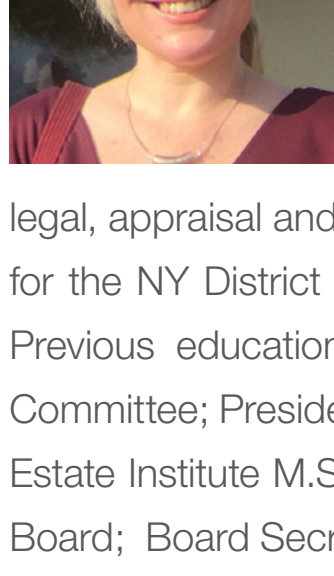 legal, appraisal and
for the NY District
Previous education
Committee; Preside
Estate Institute M.S
Board; Board Secr